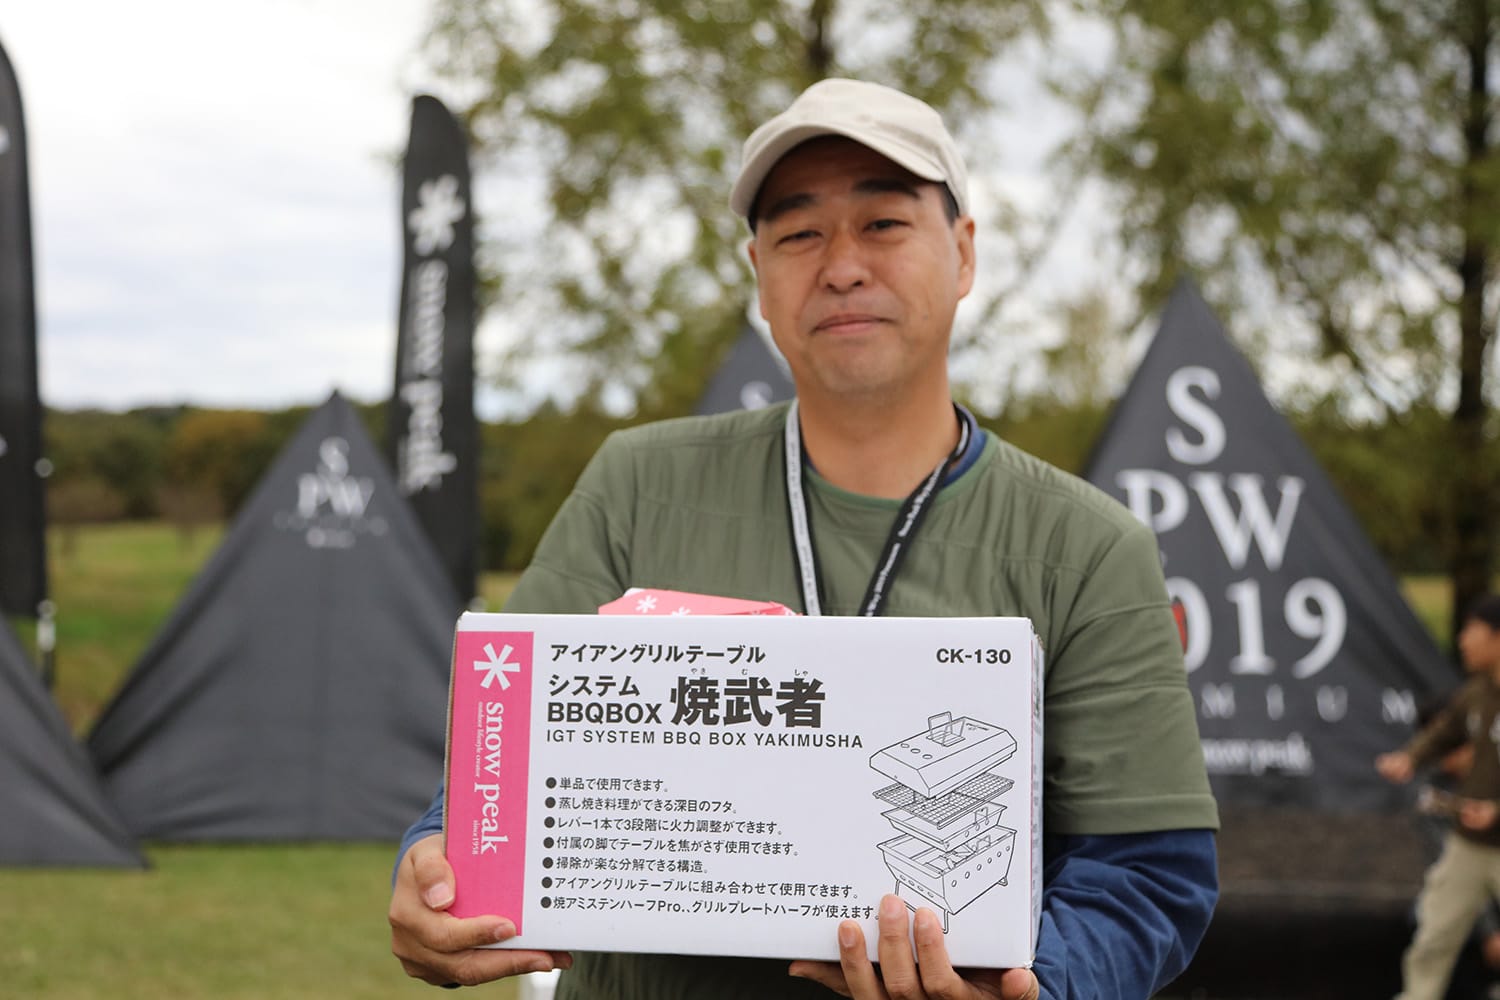 snow peak
S
PW
S
PW
2019
snow peak
アイアングリルテーブル
CK-130
システム
BBQBOX 焼武者
やき む しゃ
IGT SYSTEM BBQ BOX YAKIMUSHA
snow peak
outdoor lifestyle creator
since 1958
●単品で使用できます。
●蒸し焼き料理ができる深目のフタ。
●レバー1本で3段階に火力調整ができます。
●付属の脚でテーブルを焦がさず使用できます。
●掃除が楽な分解できる構造。
●アイアングリルテーブルに組み合わせて使用できます。
●焼アミステンハーフPro.、グリルプレートハーフが使えます。